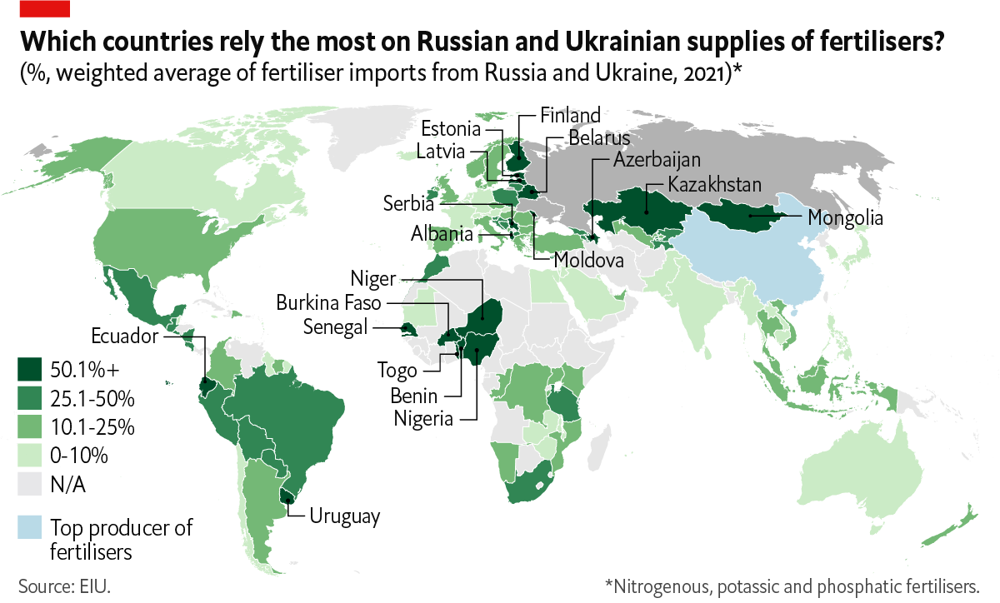 Which countries rely the most on Russian and Ukrainian supplies of fertilisers?
(%, weighted average of fertiliser imports from Russia and Ukraine, 2021)*
Finland
Estonia
Belarus
Latvia
Azerbaijan
Kazakhstan
Serbia
Mongolia
Albania
Moldova
Niger
Burkina Faso
Senegal
Ecuador
Togo
Benin
Nigeria
50.1%+
25.1-50%
10.1-25%
0-10%
N/A
Uruguay
Top producer of
fertilisers
Source: EIU.
*Nitrogenous, potassic and phosphatic fertilisers.